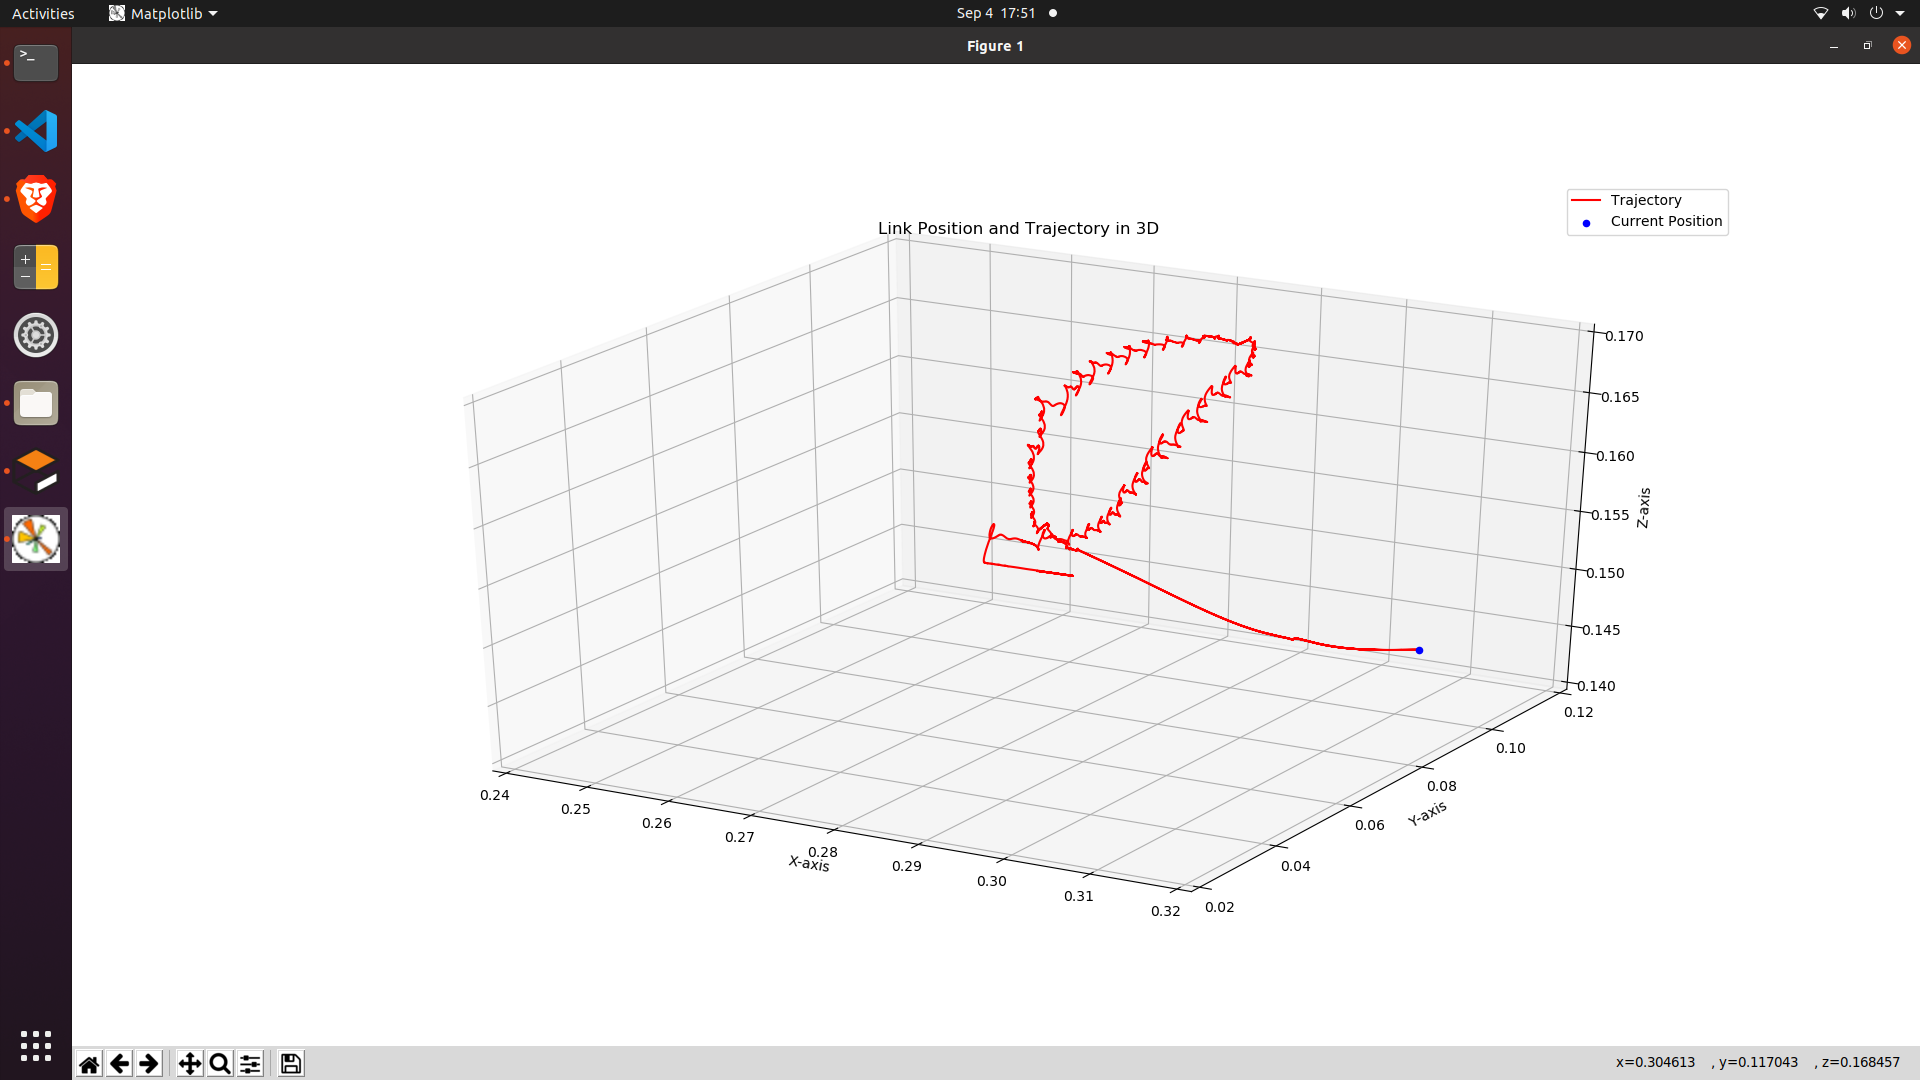 Activities
Matplotlib
Sep 4 17:51
Figure 1
Trajectory
Current Position
Link Position and Trajectory in 3D
0.170
0.165
0.160
0.155
0.150
0.145
0.140
Z-axis
0.12
0.10
0.08
0.06
0.04
0.02
Y-axis
0.24
0.25
0.26
0.27
0.28
0.29
0.30
0.31
0.32
X-axis
x=0.304613 , y=0.117043 , z=0.168457